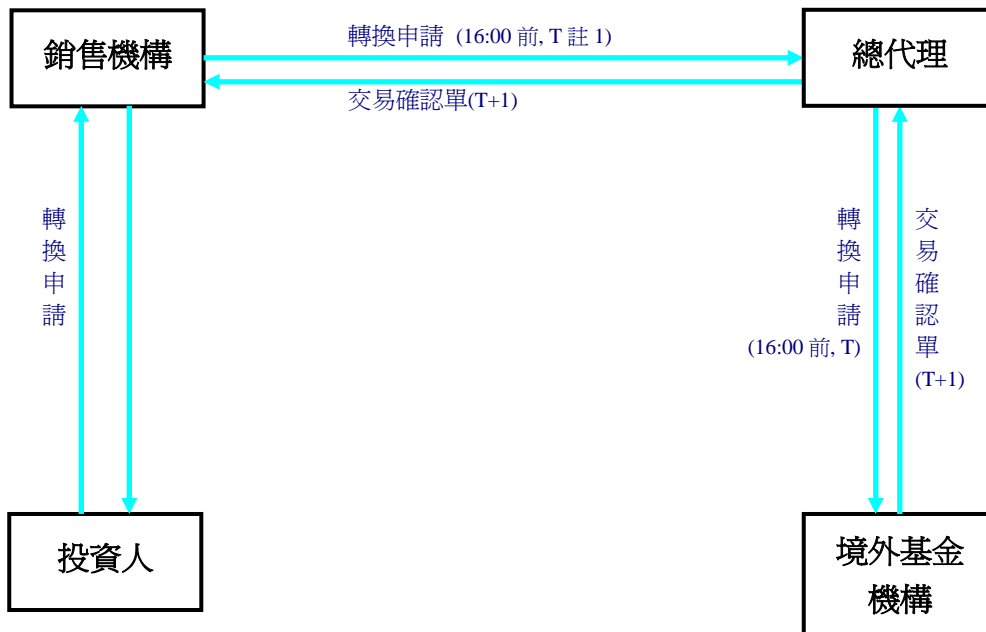 銷售機構
轉換申請 (16:00 前, T 註 1)
交易確認單(T+1)
總代理
轉換申請
轉換申請
(16:00 前, T)
交易確認單
(T+1)
投資人
境外基金
機構